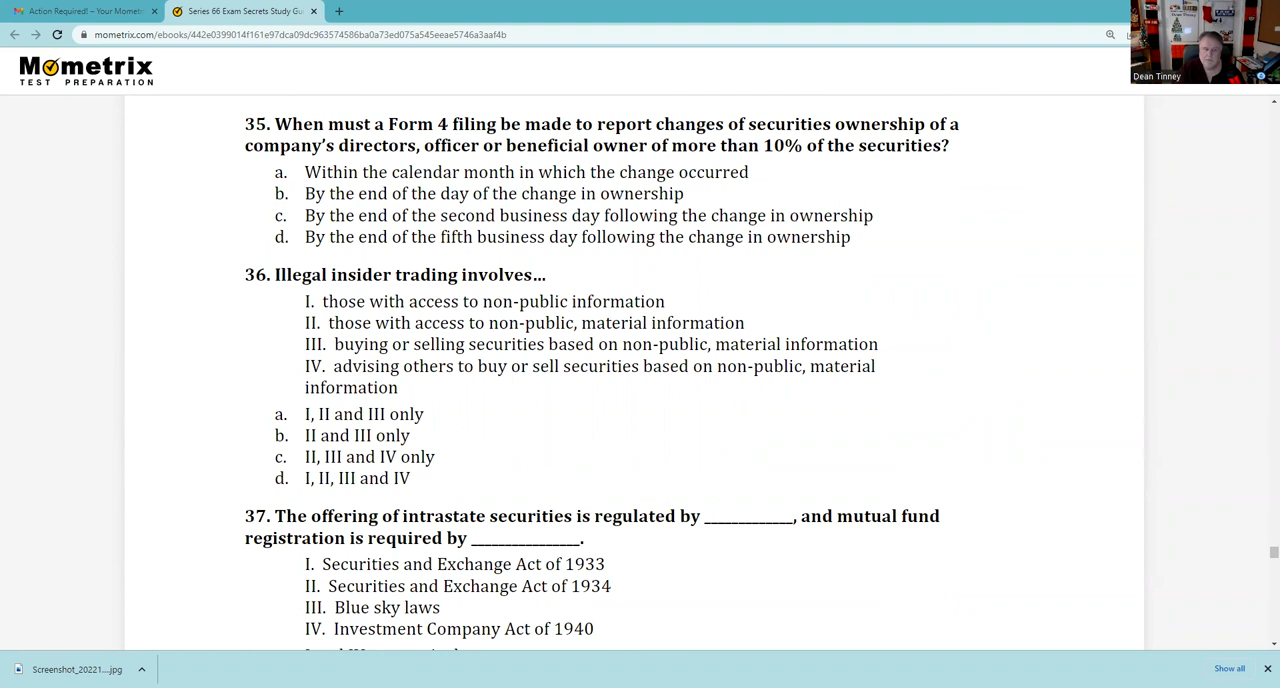 Action Required! – Your Mometr
Series 66 Exam Secrets Study Gui
mometrix.com/ebooks/442e0399014f161e97dca09dc963574586ba0a73ed075a545eeae5746a3aaf4b
Dean Tinney
Mometrix
TEST PREPARATION
35. When must a Form 4 filing be made to report changes of securities ownership of a
company's directors, officer or beneficial owner of more than 10% of the securities?
a. Within the calendar month in which the change occurred
b. By the end of the day of the change in ownership
c. By the end of the second business day following the change in ownership
d. By the end of the fifth business day following the change in ownership
36. Illegal insider trading involves…
I. those with access to non-public information
II. those with access to non-public, material information
III. buying or selling securities based on non-public, material information
IV. advising others to buy or sell securities based on non-public, material
information
a. I, II and III only
b. II and III only
c. II, III and IV only
d. I, II, III and IV
37. The offering of intrastate securities is regulated by _____________, and mutual fund
registration is required by ________________.
I. Securities and Exchange Act of 1933
II. Securities and Exchange Act of 1934
III. Blue sky laws
IV. Investment Company Act of 1940
Screenshot_20221....jpg
Show all